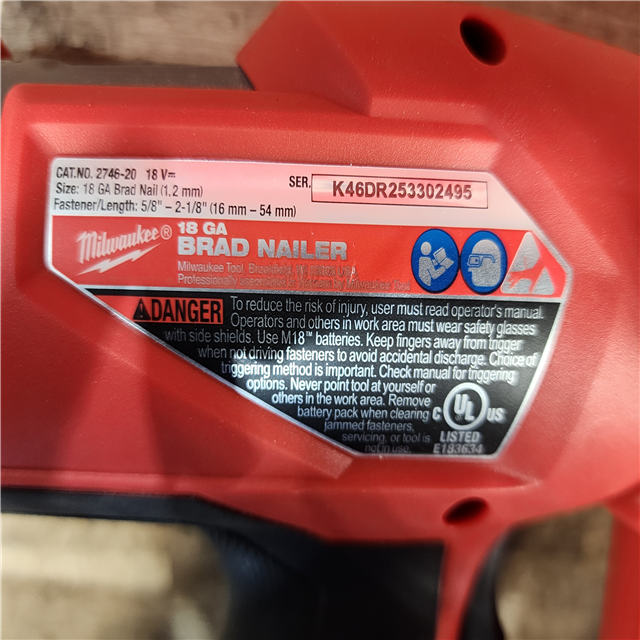 CAT.NO. 2746-20 18 V⎓
Size: 18 GA Brad Nail (1.2 mm)
Fastener/Length: 5/8" – 2-1/8" (16 mm – 54 mm)
SER. K46DR253302495
Milwaukee®
18 GA
BRAD NAILER
Milwaukee Tool
Milwaukee Tool
DANGER To reduce the risk of injury, user must read operator's manual.
Operators and others in work area must wear safety glasses
with side shields. Use M18™ batteries. Keep fingers away from trigger
when not driving fasteners to avoid accidental discharge. Choice of
triggering method is important. Check manual for triggering
options. Never point tool at yourself or
others in the work area. Remove
battery pack when clearing
jammed fasteners,
servicing, or tool is
not in use.
C UL US
LISTED
E183634